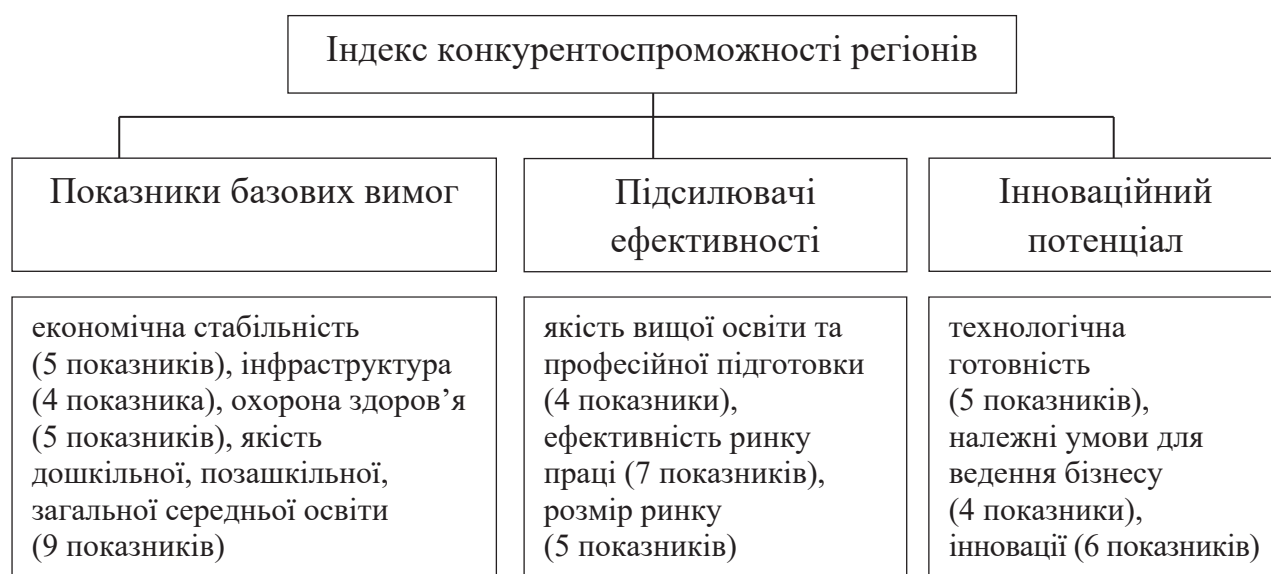 Індекс конкурентоспроможності регіонів
Показники базових вимог
Підсилювачі
ефективності
Інноваційний
потенціал
економічна стабільність
(5 показників), інфраструктура
(4 показника), охорона здоров’я
(5 показників), якість
дошкільної, позашкільної,
загальної середньої освіти
(9 показників)
якість вищої освіти та
професійної підготовки
(4 показники),
ефективність ринку
праці (7 показників),
розмір ринку
(5 показників)
технологічна
готовність
(5 показників),
належні умови для
ведення бізнесу
(4 показники),
інновації (6 показників)